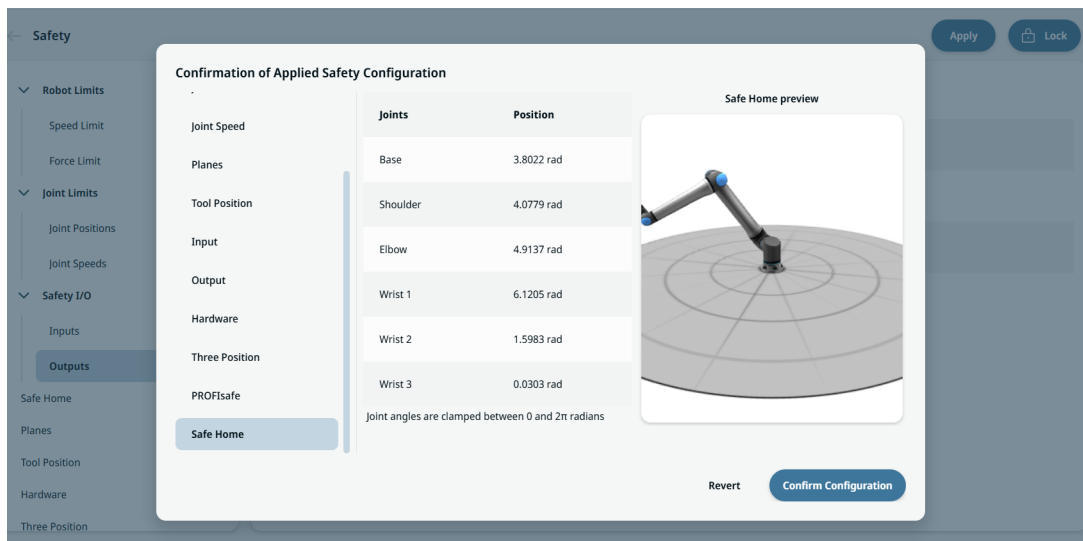 Safety
Apply
Lock
Robot Limits
Speed Limit
Force Limit
Joint Limits
Joint Positions
Joint Speeds
Safety I/O
Inputs
Outputs
Safe Home
Planes
Tool Position
Hardware
Three Position
Confirmation of Applied Safety Configuration
Joint Speed
Planes
Tool Position
Input
Output
Hardware
Three Position
PROFIsafe
Safe Home
Joints Position
Base 3.8022 rad
Shoulder 4.0779 rad
Elbow 4.9137 rad
Wrist 1 6.1205 rad
Wrist 2 1.5983 rad
Wrist 3 0.0303 rad
Joint angles are clamped between 0 and 2π radians
Safe Home preview
Revert
Confirm Configuration